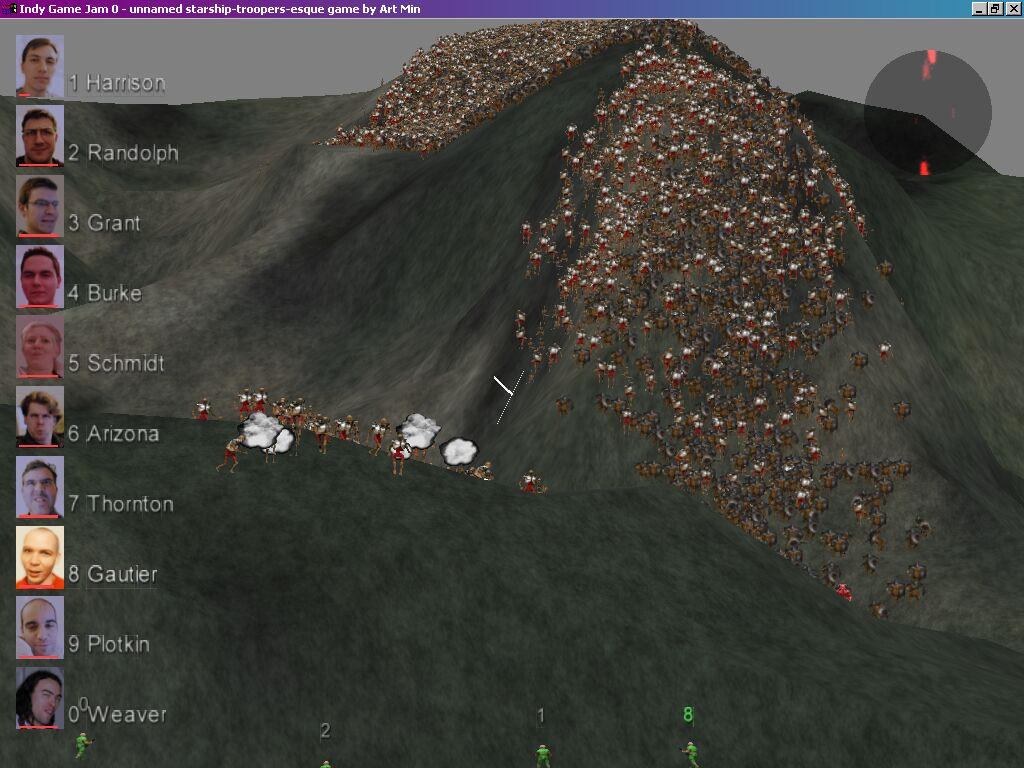 Indy Game Jam 0 - unnamed starship-troopers-esque game by Art Min
1 Harrison
2 Randolph
3 Grant
4 Burke
5 Schmidt
6 Arizona
7 Thornton
8 Gautier
9 Plotkin
0 Weaver
0
2
1
8